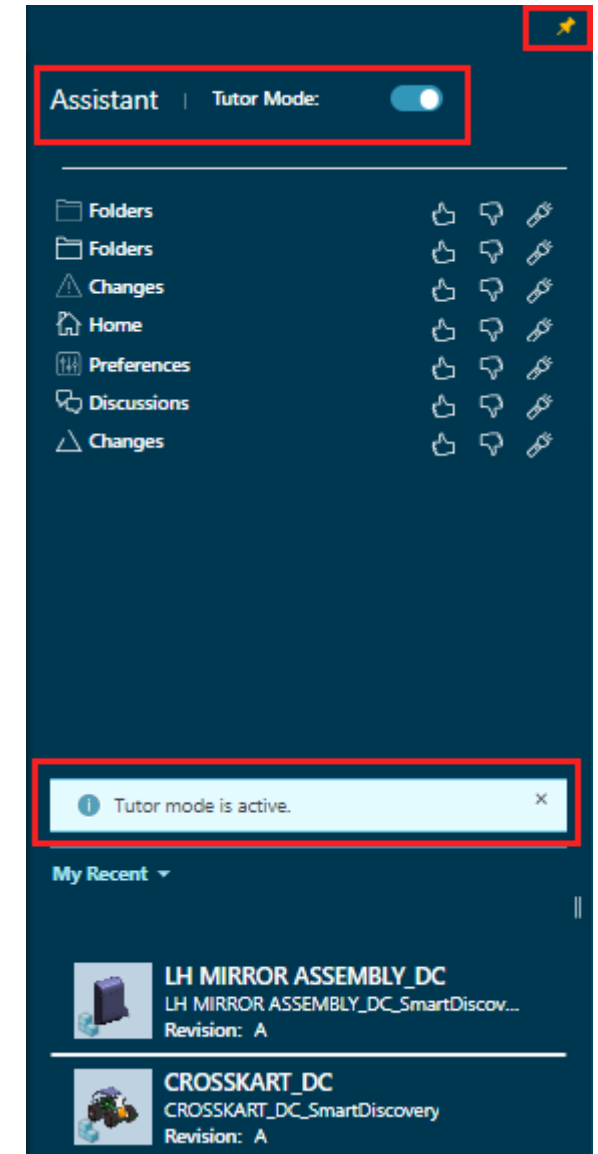 Assistant | Tutor Mode:
Folders
Folders
Changes
Home
Preferences
Discussions
Changes
Tutor mode is active.
My Recent
LH MIRROR ASSEMBLY_DC
LH MIRROR ASSEMBLY_DC_SmartDiscov...
Revision: A
CROSSKART_DC
CROSSKART_DC_SmartDiscovery
Revision: A